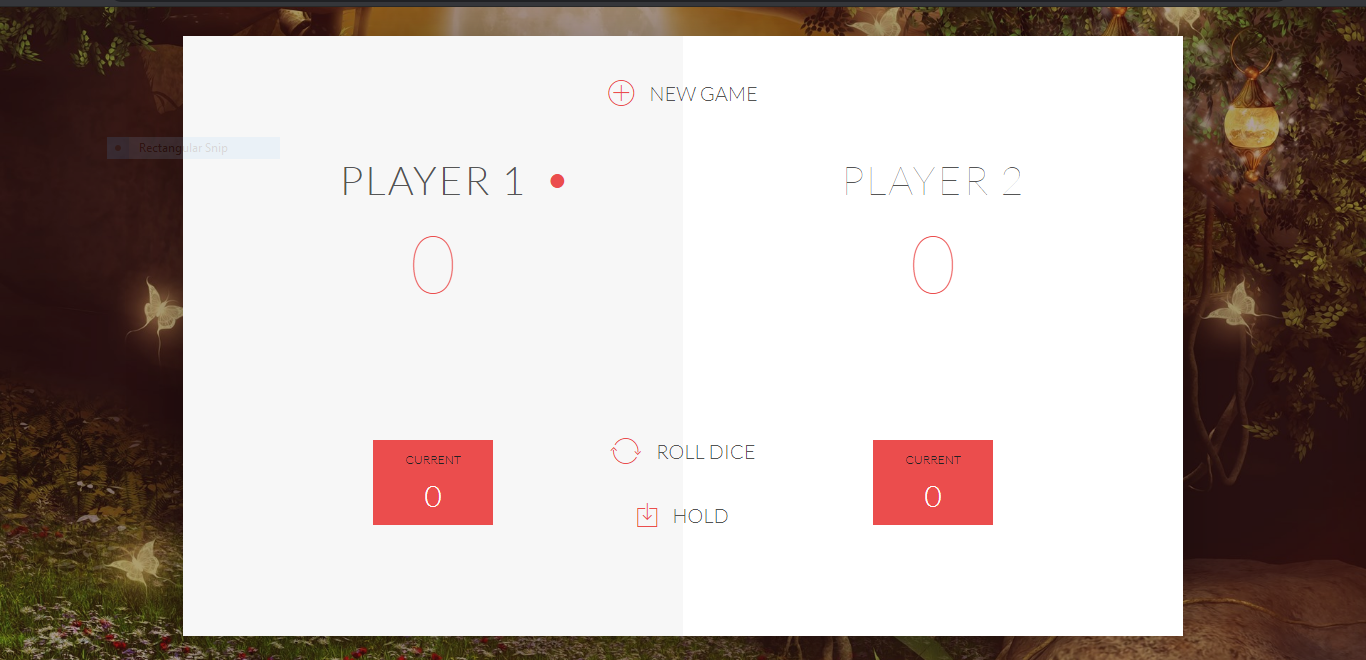 NEW GAME
Rectangular Snip
PLAYER 1
PLAYER 2
0
0
CURRENT
0
ROLL DICE
CURRENT
0
HOLD